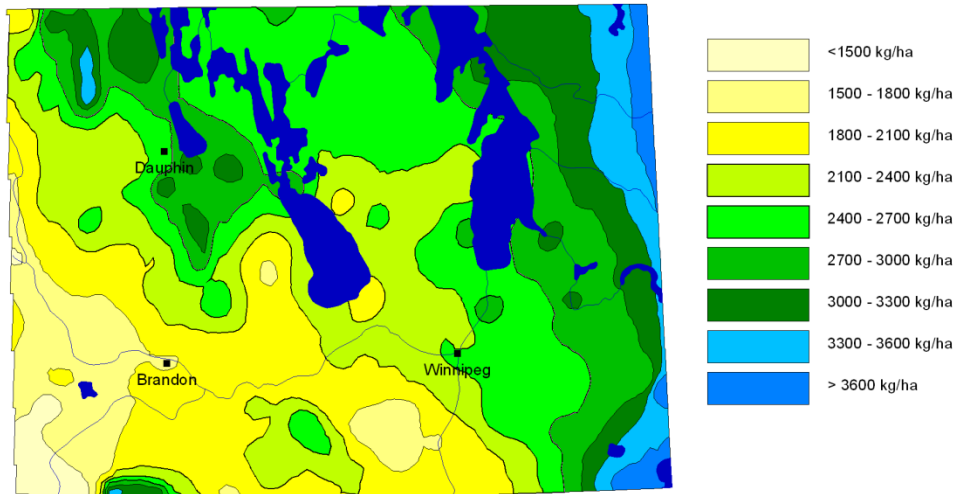 Dauphin
Brandon
Winnipeg
<1500 kg/ha
1500 - 1800 kg/ha
1800 - 2100 kg/ha
2100 - 2400 kg/ha
2400 - 2700 kg/ha
2700 - 3000 kg/ha
3000 - 3300 kg/ha
3300 - 3600 kg/ha
> 3600 kg/ha